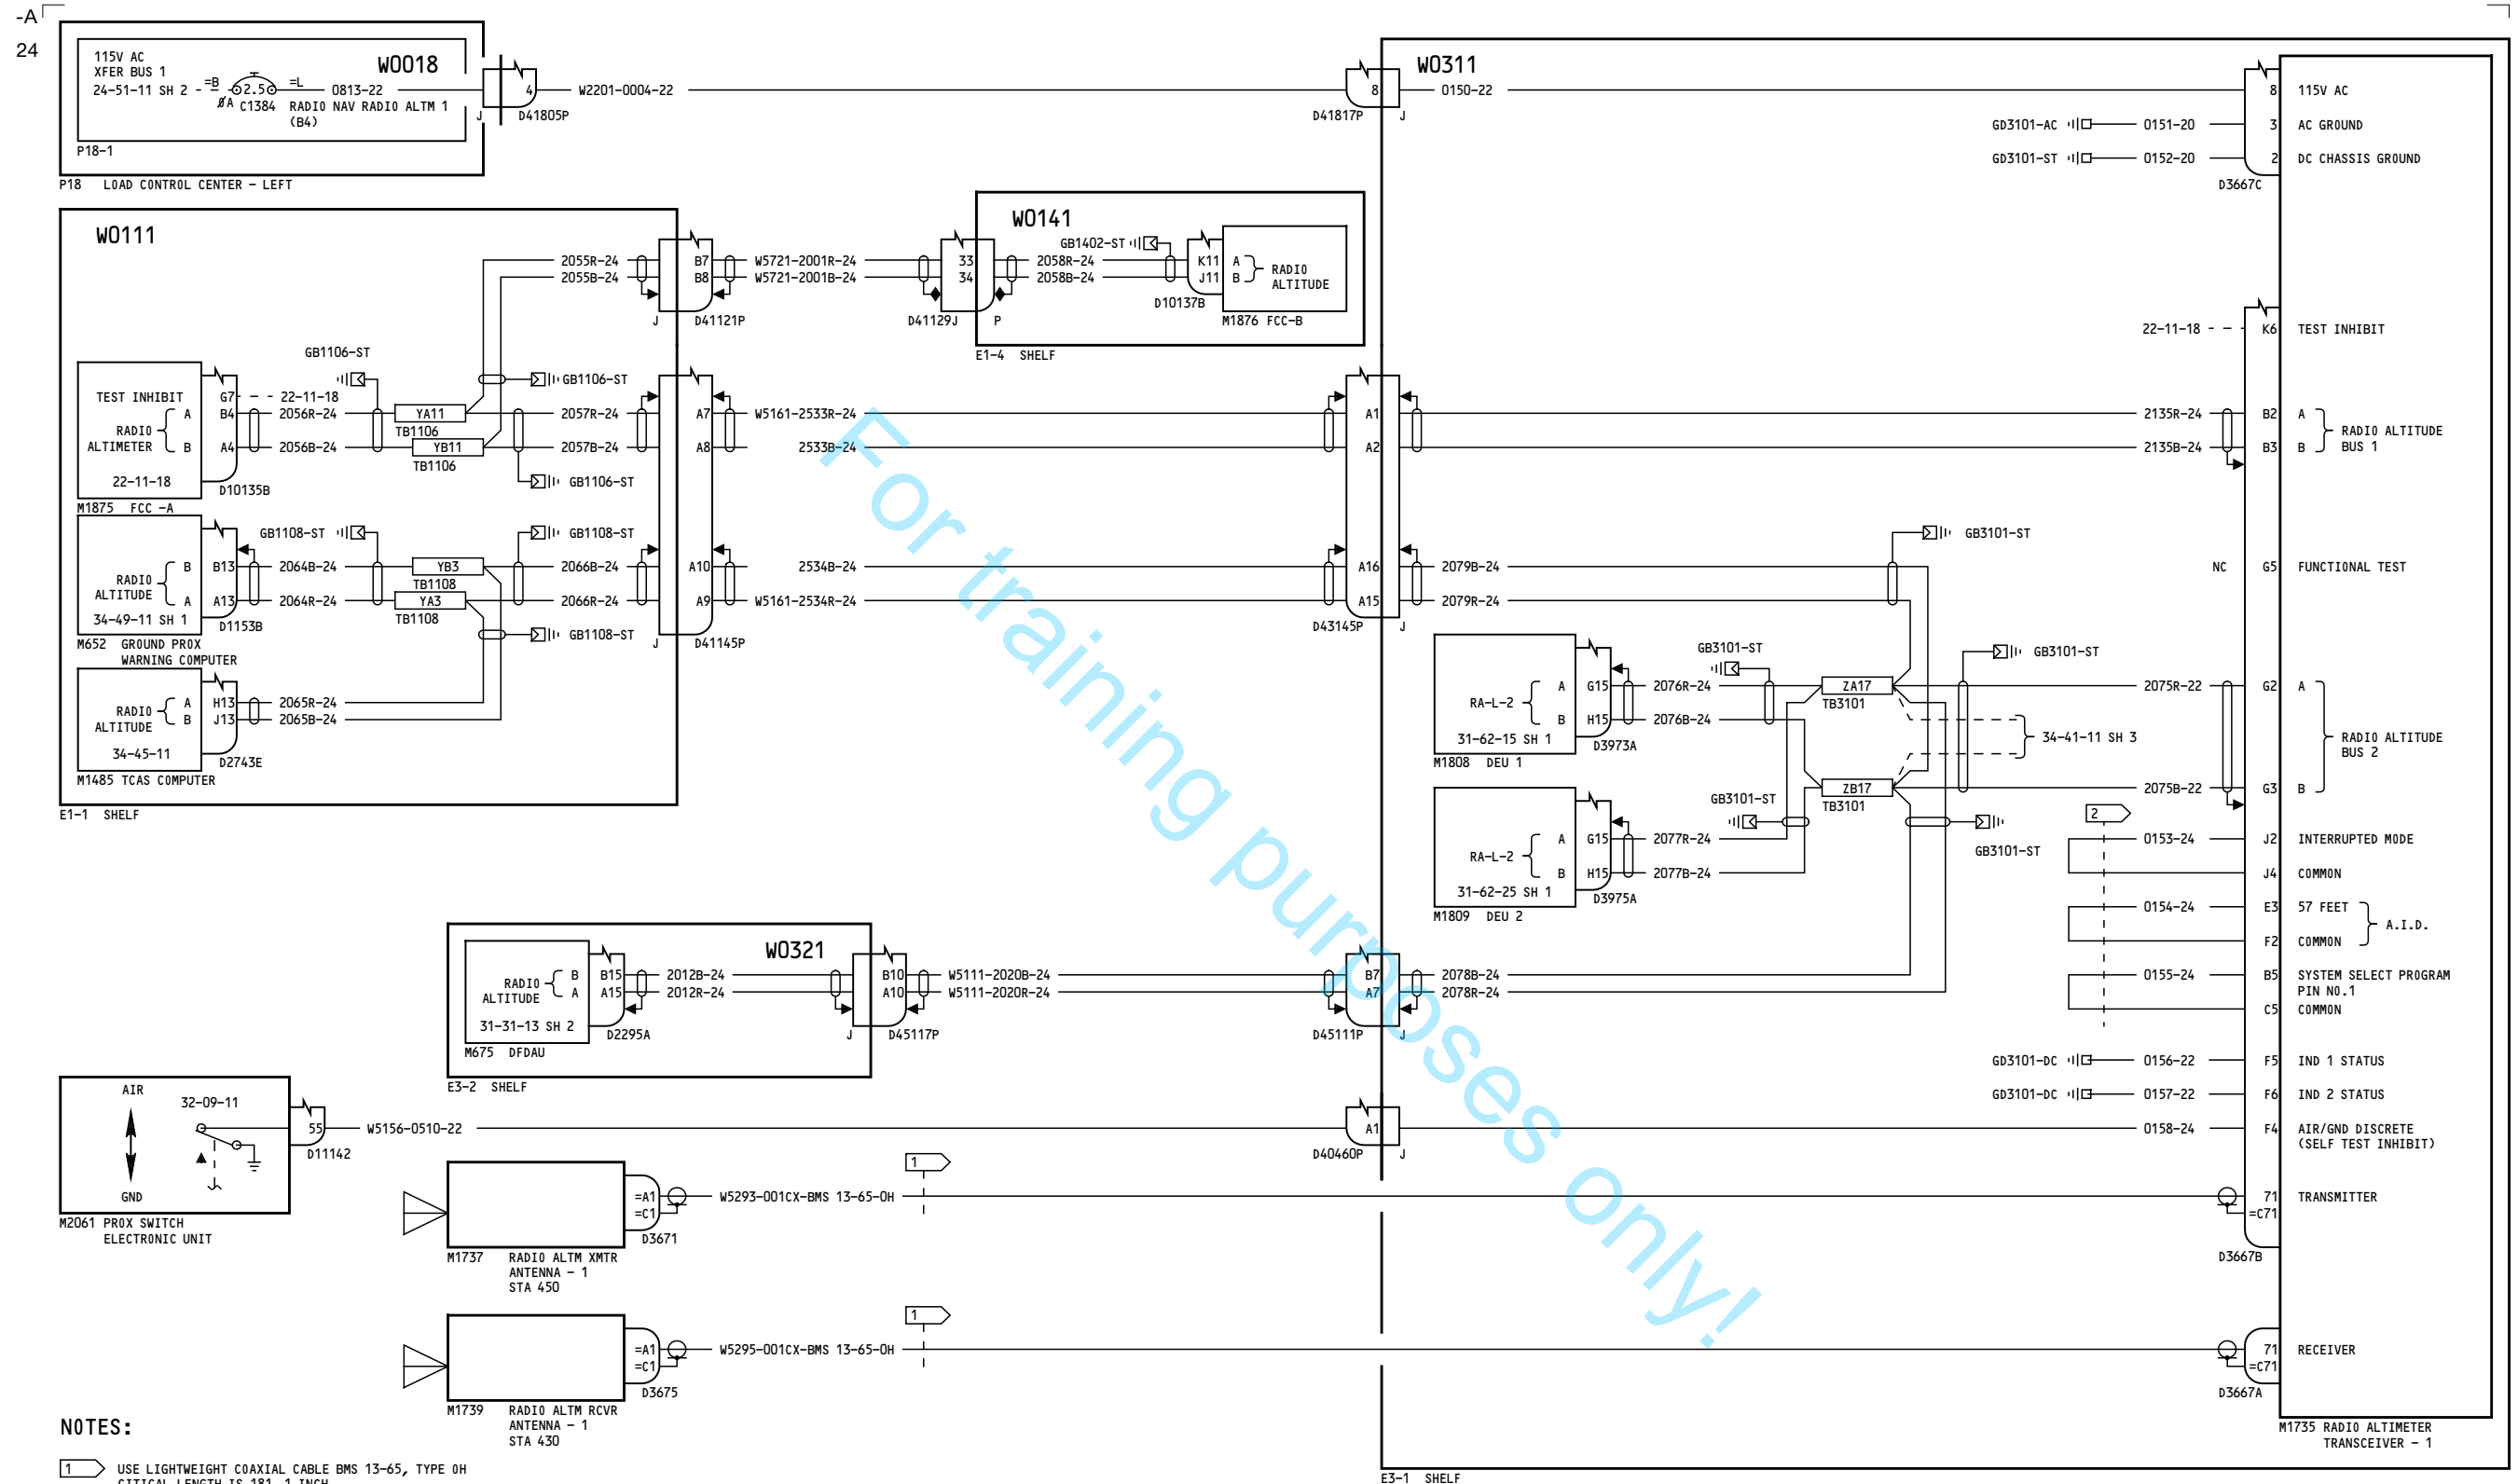 -A
24
115V AC
XFER BUS 1
24-51-11 SH 2
=B
ØA
2.5
C1384
=L
0813-22
RADIO NAV RADIO ALTM 1
(B4)
W0018
P18-1
P18 LOAD CONTROL CENTER - LEFT
J
4
D41805P
W2201-0004-22
8
D41817P
J
W0311
0150-22
8 115V AC
GD3101-AC 0151-20 3 AC GROUND
GD3101-ST 0152-20 2 DC CHASSIS GROUND
D3667C
W0111
2055R-24
2055B-24
B7
B8
J
D41121P
W5721-2001R-24
W5721-2001B-24
33
34
D41129J
P
W0141
GB1402-ST
2058R-24
2058B-24
K11 A
J11 B
RADIO
ALTITUDE
D10137B
M1876 FCC-B
E1-4 SHELF
22-11-18 K6 TEST INHIBIT
GB1106-ST
GB1106-ST
TEST INHIBIT G7 22-11-18
A B4 2056R-24 YA11 2057R-24 A7 W5161-2533R-24 A1 2135R-24 B2 A
RADIO
ALTIMETER
TB1106
B A4 2056B-24 YB11 2057B-24 A8 2533B-24 A2 2135B-24 B3 B
TB1106
RADIO ALTITUDE
BUS 1
22-11-18
D10135B
GB1106-ST
M1875 FCC -A
GB1108-ST
GB1108-ST
GB3101-ST
B B13 2064B-24 YB3 2066B-24 A10 2534B-24 A16 2079B-24
NC G5 FUNCTIONAL TEST
RADIO
ALTITUDE
TB1108
A A13 2064R-24 YA3 2066R-24 A9 W5161-2534R-24 A15 2079R-24
TB1108
34-49-11 SH 1
D1153B
GB1108-ST
M652 GROUND PROX
WARNING COMPUTER
J
D41145P
D43145P
J
A H13 2065R-24
B J13 2065B-24
RADIO
ALTITUDE
34-45-11
D2743E
M1485 TCAS COMPUTER
E1-1 SHELF
GB3101-ST
GB3101-ST
A G15 2076R-24 ZA17 2075R-22 G2 A
TB3101
RA-L-2
B H15 2076B-24
34-41-11 SH 3
RADIO ALTITUDE
BUS 2
31-62-15 SH 1
D3973A
M1808 DEU 1
ZB17 2075B-22 G3 B
TB3101
GB3101-ST
2
A G15 2077R-24
RA-L-2
B H15 2077B-24
GB3101-ST
31-62-25 SH 1
D3975A
M1809 DEU 2
0153-24 J2 INTERRUPTED MODE
J4 COMMON
0154-24 E3 57 FEET
A.I.D.
F2 COMMON
0155-24 B5 SYSTEM SELECT PROGRAM
PIN NO.1
C5 COMMON
W0321
B B15 2012B-24 B10 W5111-2020B-24 B7 2078B-24
A A15 2012R-24 A10 W5111-2020R-24 A7 2078R-24
RADIO
ALTITUDE
31-31-13 SH 2
D2295A
J
D45117P
D45111P
J
M675 DFDAU
E3-2 SHELF
GD3101-DC 0156-22 F5 IND 1 STATUS
GD3101-DC 0157-22 F6 IND 2 STATUS
AIR
32-09-11
GND
55 W5156-0510-22 A1 0158-24 F4 AIR/GND DISCRETE
(SELF TEST INHIBIT)
D11142
D40460P
J
M2061 PROX SWITCH
ELECTRONIC UNIT
1
=A1 W5293-001CX-BMS 13-65-0H 71 TRANSMITTER
=C1
=C71
D3671
D3667B
M1737 RADIO ALTM XMTR
ANTENNA - 1
STA 450
1
=A1 W5295-001CX-BMS 13-65-0H 71 RECEIVER
=C1
=C71
D3675
D3667A
M1739 RADIO ALTM RCVR
ANTENNA - 1
STA 430
M1735 RADIO ALTIMETER
TRANSCEIVER - 1
E3-1 SHELF
NOTES:
1 USE LIGHTWEIGHT COAXIAL CABLE BMS 13-65, TYPE 0H
CITICAL LENGTH IS 181 1 INCH
For training purposes only!